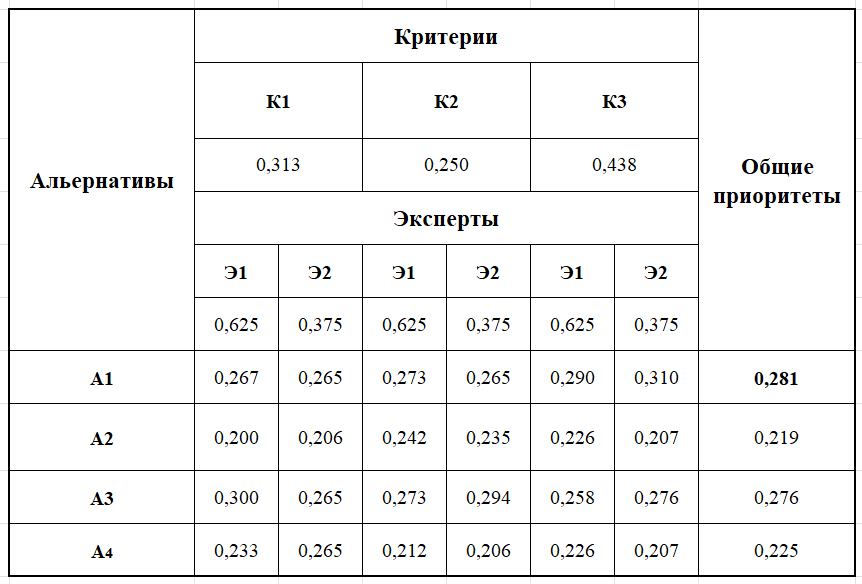 Критерии
К1 К2 К3
0,313 0,250 0,438
Альернативы
Общие
приоритеты
Эксперты
Э1 Э2 Э1 Э2 Э1 Э2
0,625 0,375 0,625 0,375 0,625 0,375
А1 0,267 0,265 0,273 0,265 0,290 0,310 0,281
А2 0,200 0,206 0,242 0,235 0,226 0,207 0,219
А3 0,300 0,265 0,273 0,294 0,258 0,276 0,276
А4 0,233 0,265 0,212 0,206 0,226 0,207 0,225